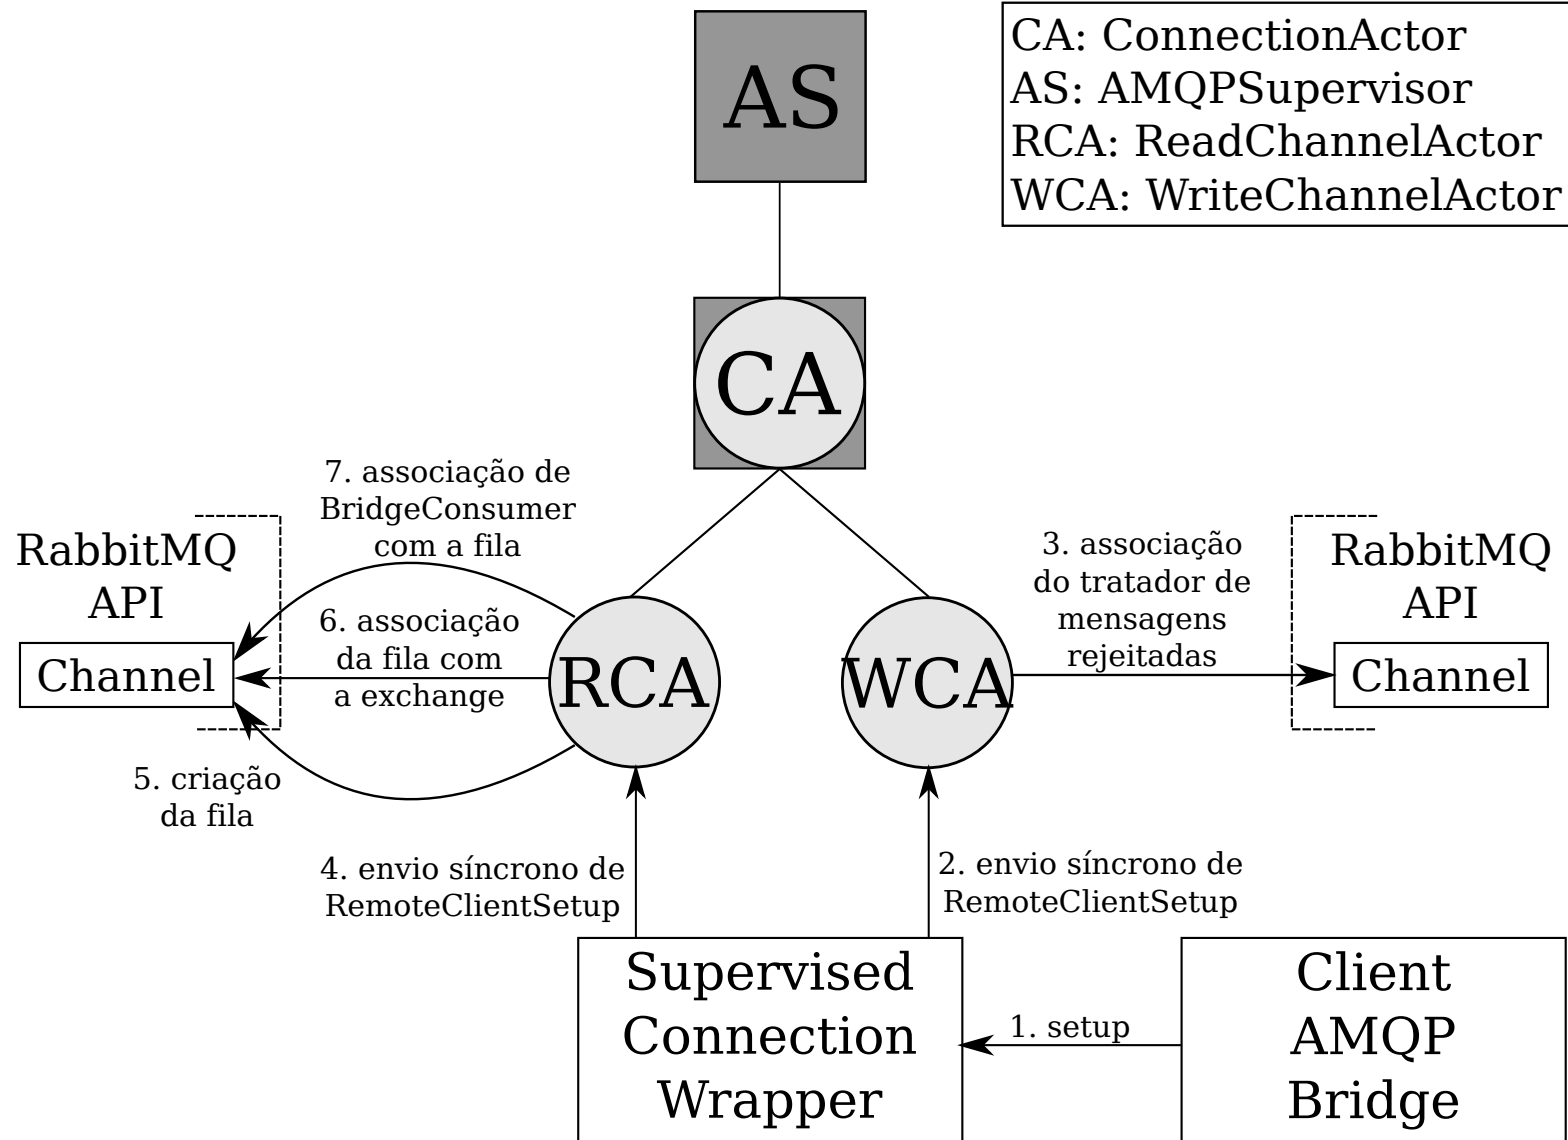 AS
CA: ConnectionActor
AS: AMQPSupervisor
RCA: ReadChannelActor
WCA: WriteChannelActor
CA
7. associação de
BridgeConsumer
com a fila
RabbitMQ
API
Channel
6. associação
da fila com
a exchange
5. criação
da fila
RCA
WCA
3. associação
do tratador de
mensagens
rejeitadas
RabbitMQ
API
Channel
4. envio síncrono de
RemoteClientSetup
2. envio síncrono de
RemoteClientSetup
Supervised
Connection
Wrapper
1. setup
Client
AMQP
Bridge